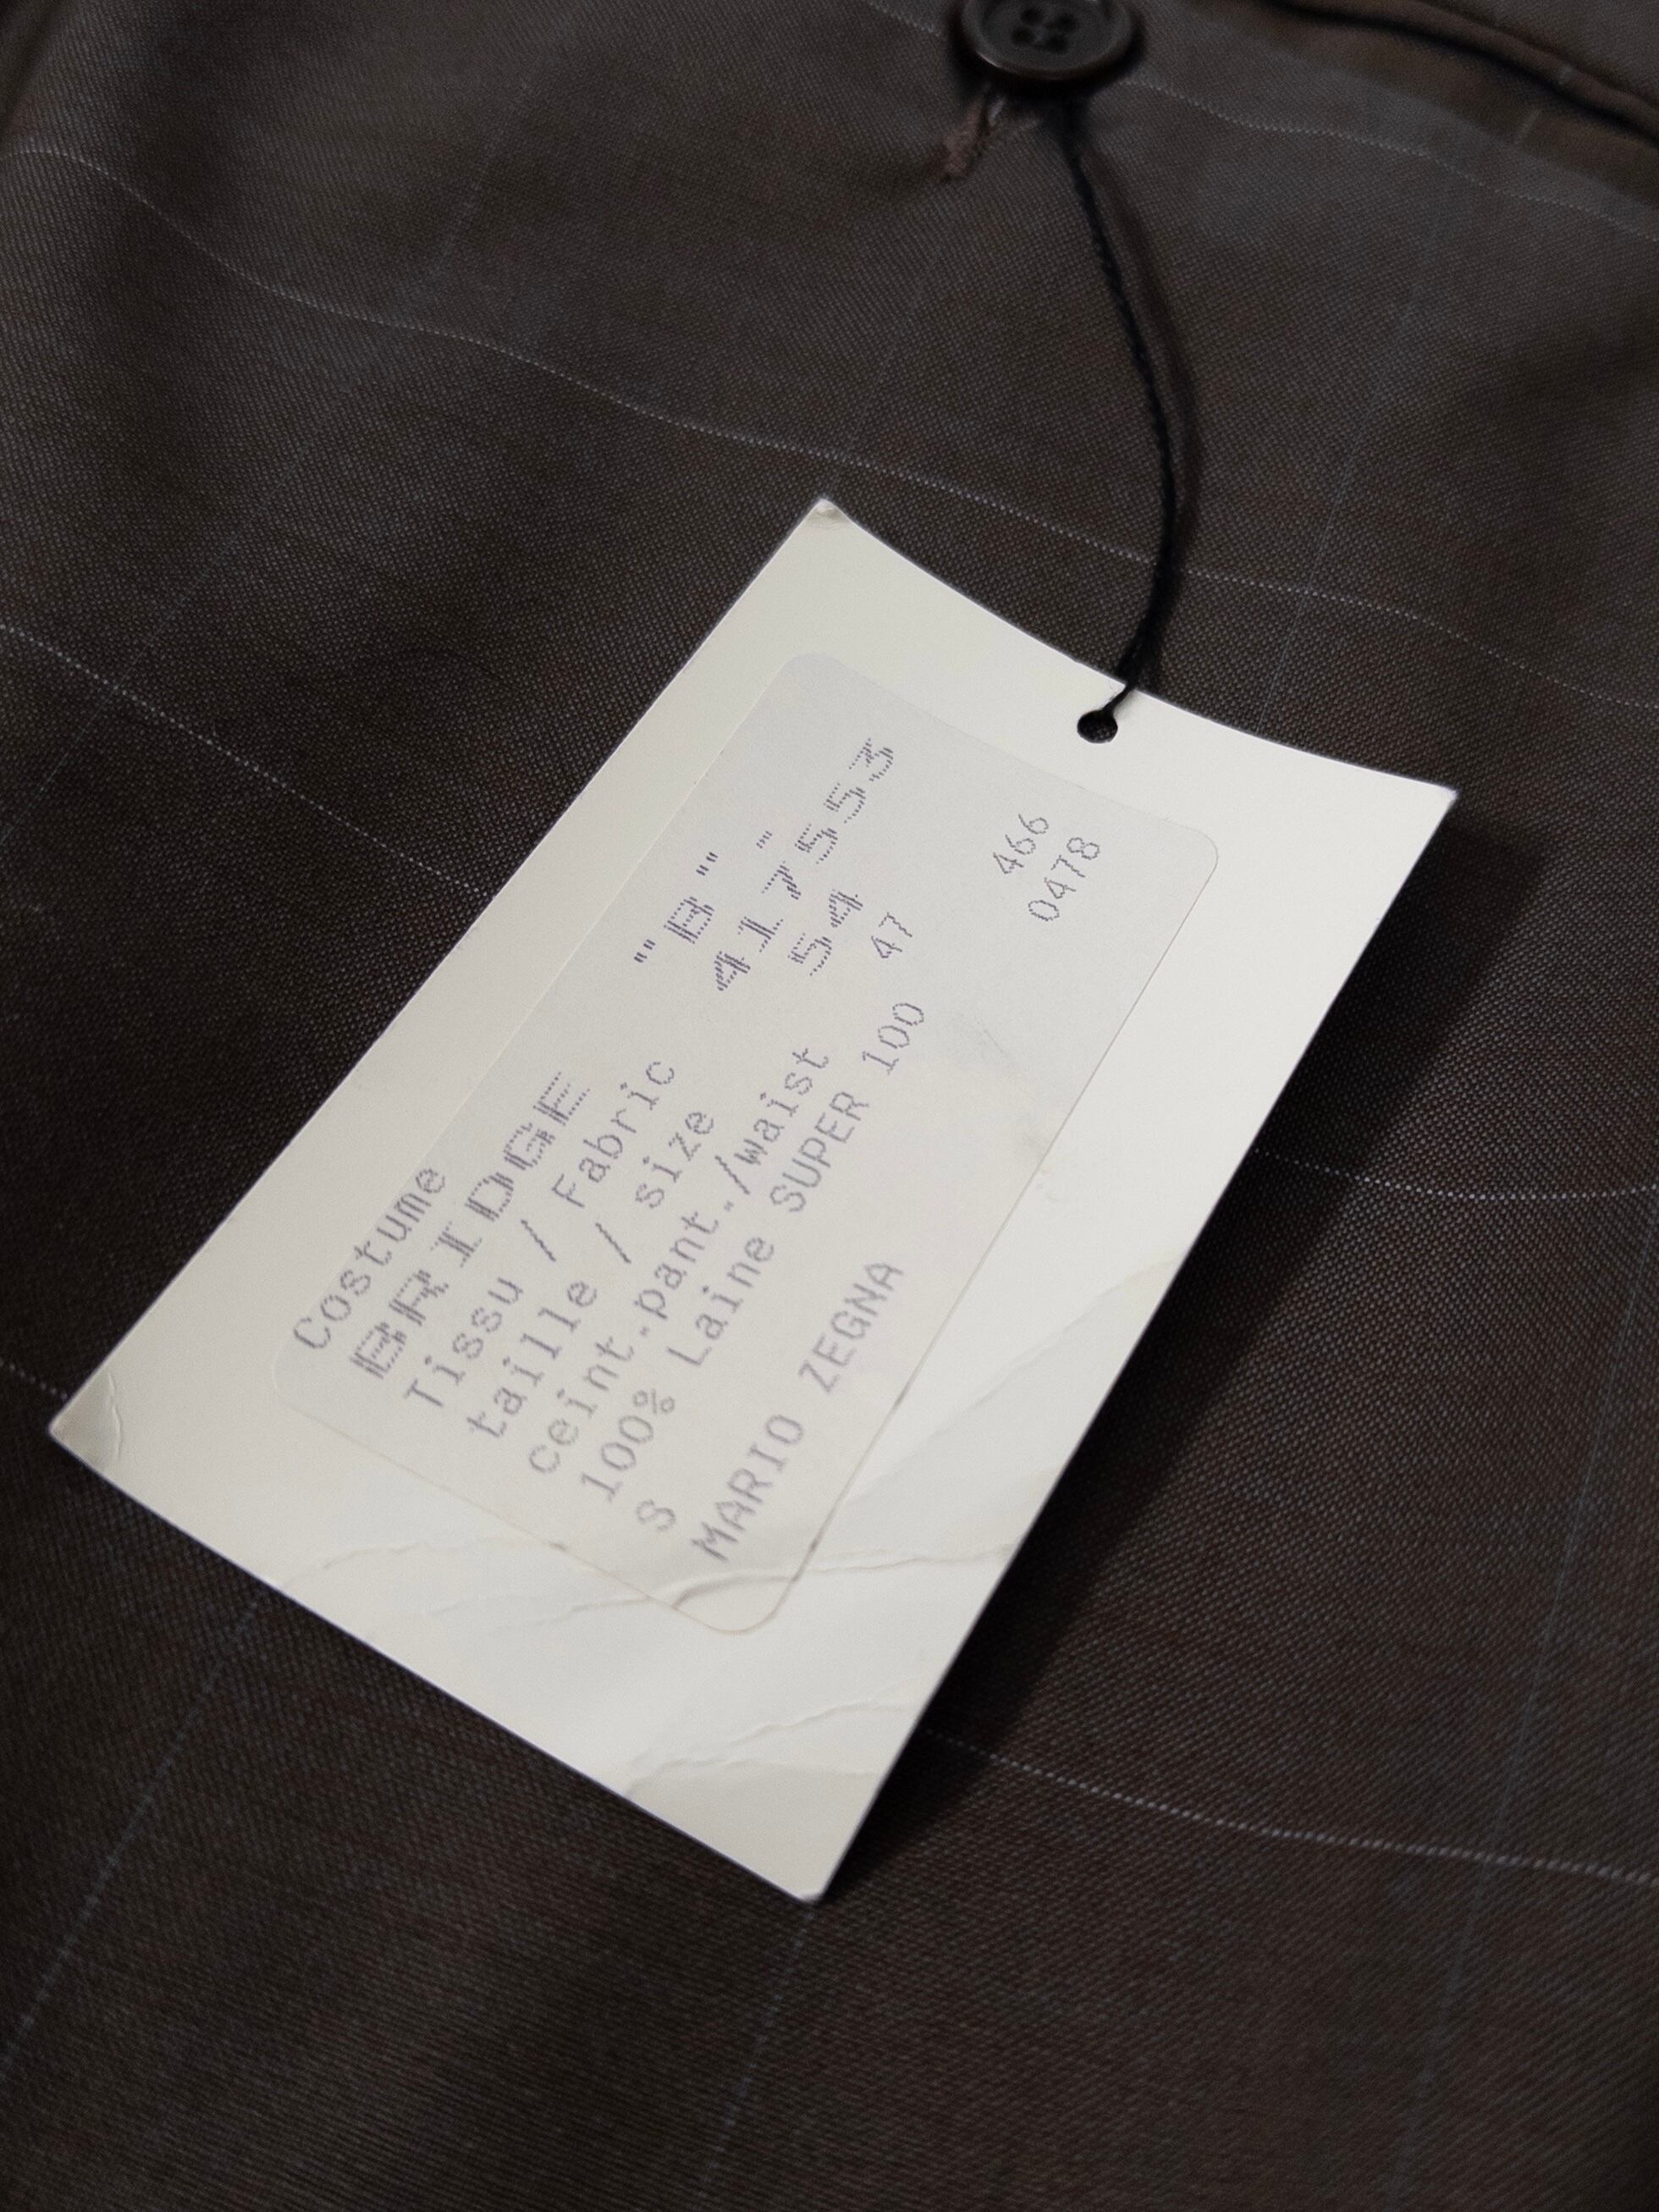 Costume
BRIDGE "B"
Tissu / Fabric 417553
taille / size 54
ceint.pant./waist 47
100% Laine SUPER 100
S 466
MARIO ZEGNA 0478